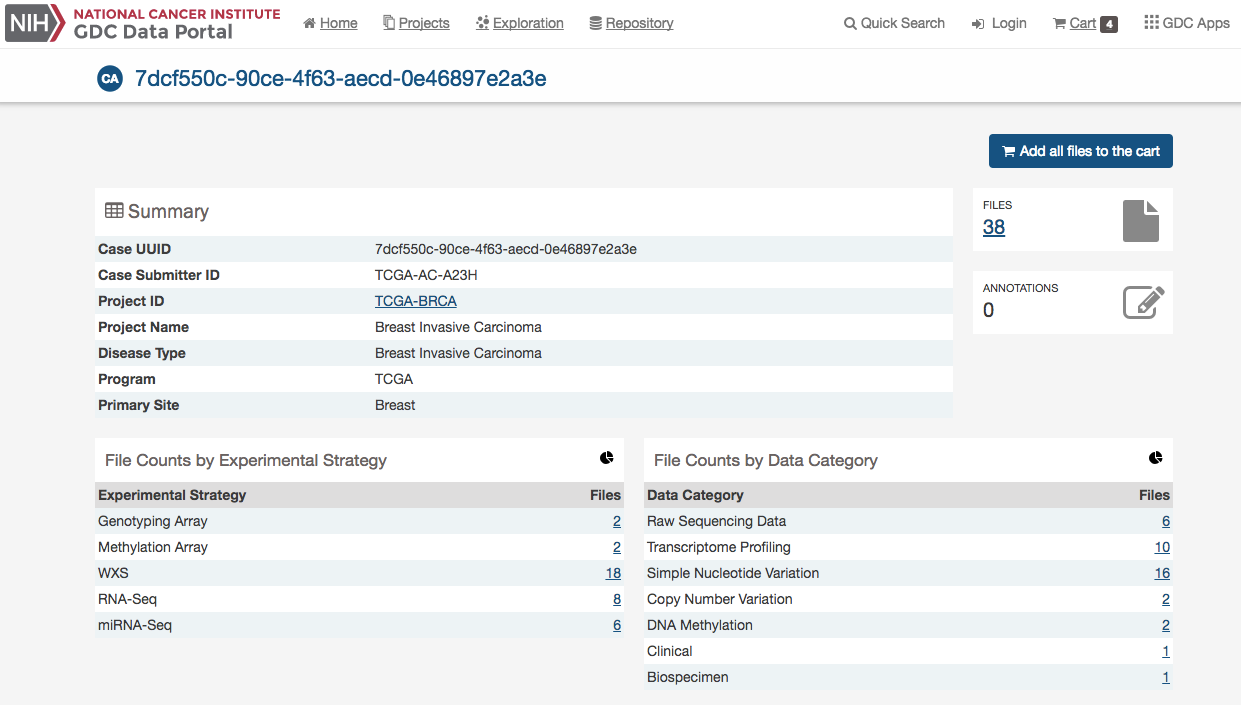 NIH NATIONAL CANCER INSTITUTE
GDC Data Portal
Home Projects Exploration Repository Quick Search Login Cart 4 GDC Apps
CA 7dcf550c-90ce-4f63-aecd-0e46897e2a3e
Add all files to the cart
Summary
Case UUID 7dcf550c-90ce-4f63-aecd-0e46897e2a3e
Case Submitter ID TCGA-AC-A23H
Project ID TCGA-BRCA
Project Name Breast Invasive Carcinoma
Disease Type Breast Invasive Carcinoma
Program TCGA
Primary Site Breast
FILES
38
ANNOTATIONS
0
File Counts by Experimental Strategy
Experimental Strategy Files
Genotyping Array 2
Methylation Array 2
WXS 18
RNA-Seq 8
miRNA-Seq 6
File Counts by Data Category
Data Category Files
Raw Sequencing Data 6
Transcriptome Profiling 10
Simple Nucleotide Variation 16
Copy Number Variation 2
DNA Methylation 2
Clinical 1
Biospecimen 1